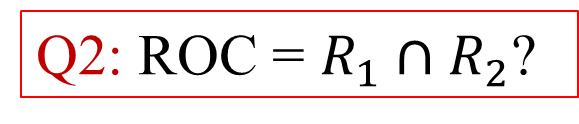 Q2: ROC = R₁ ∩ R₂?